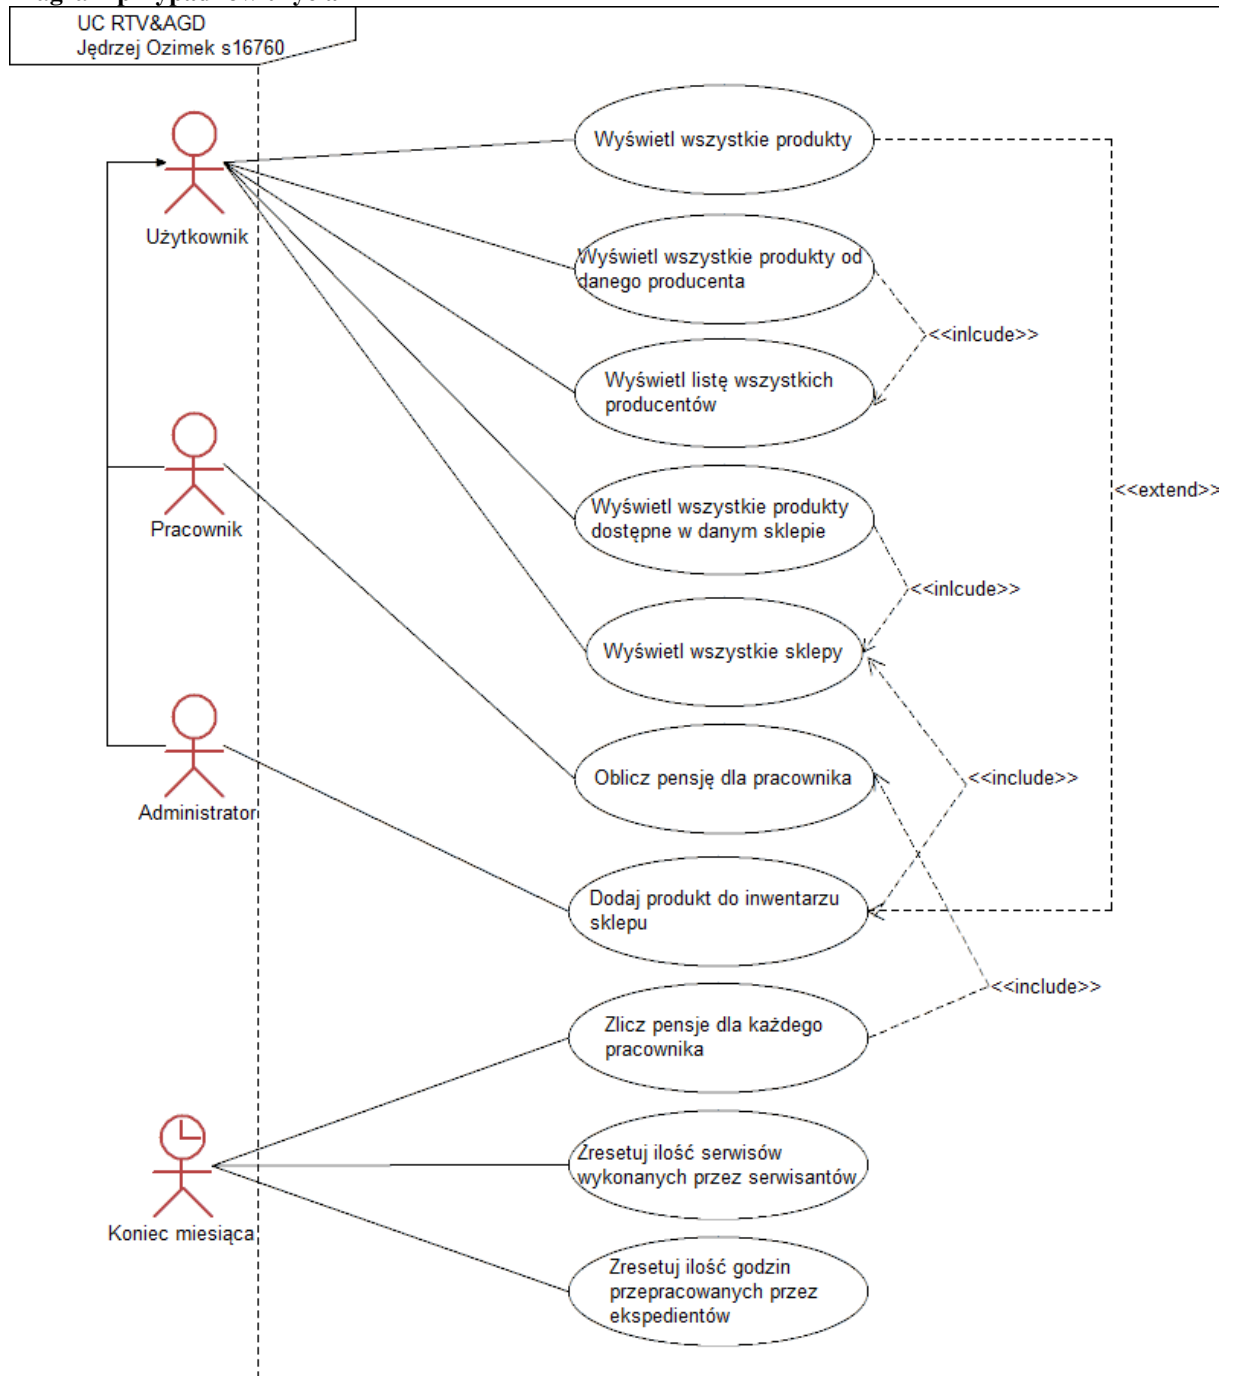 UC RTV&AGD
Jędrzej Ozimek s16760
Wyświetl wszystkie produkty
Użytkownik
Wyświetl wszystkie produkty od
danego producenta
<<inlcude>>
Wyświetl listę wszystkich
producentów
Pracownik
Wyświetl wszystkie produkty
dostępne w danym sklepie
<<extend>>
<<inlcude>>
Wyświetl wszystkie sklepy
Oblicz pensję dla pracownika
<<include>>
Administrator
Dodaj produkt do inwentarzu
sklepu
<<include>>
Zlicz pensje dla każdego
pracownika
Zresetuj ilość serwisów
wykonanych przez serwisantów
Koniec miesiąca
Zresetuj ilość godzin
przepracowanych przez
ekspedientów